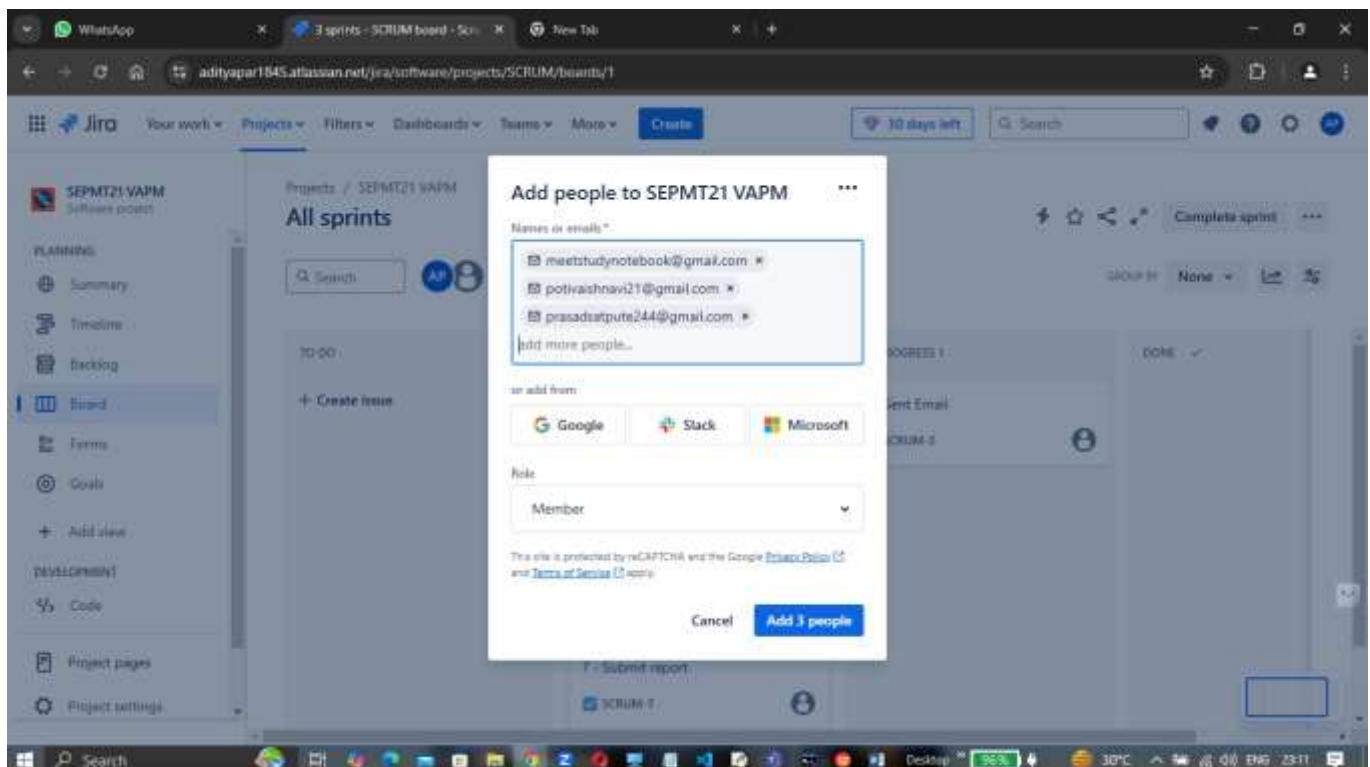 WhatsApp
3 sprints - SCRUM board - Scr
New Tab
adityapar1845.atlassian.net/jira/software/projects/SCRUM/boards/1
Jira Your work Projects Filters Dashboards Teams More Create 30 days left Search AP
SEPMT21 VAPM
Software project
PLANNING
Summary
Timeline
Backlog
Board
Forms
Goals
Add view
DEVELOPMENT
Code
Project pages
Project settings
Projects / SEPMT21 VAPM
All sprints
Complete sprint
Search AP
GROUP BY None
TO DO
+ Create issue
OGRESS 1
ent Email
DONE
T - Submit report
Add people to SEPMT21 VAPM
Names or emails *
meetstudynotebook@gmail.com
potivaishnavi21@gmail.com
prasadsatpute244@gmail.com
add more people...
or add from
Google Slack Microsoft
Role
Member
This site is protected by reCAPTCHA and the Google Privacy Policy
and Terms of Service apply.
Cancel Add 3 people
Search Desktop 96% 30°C ENG 23:11